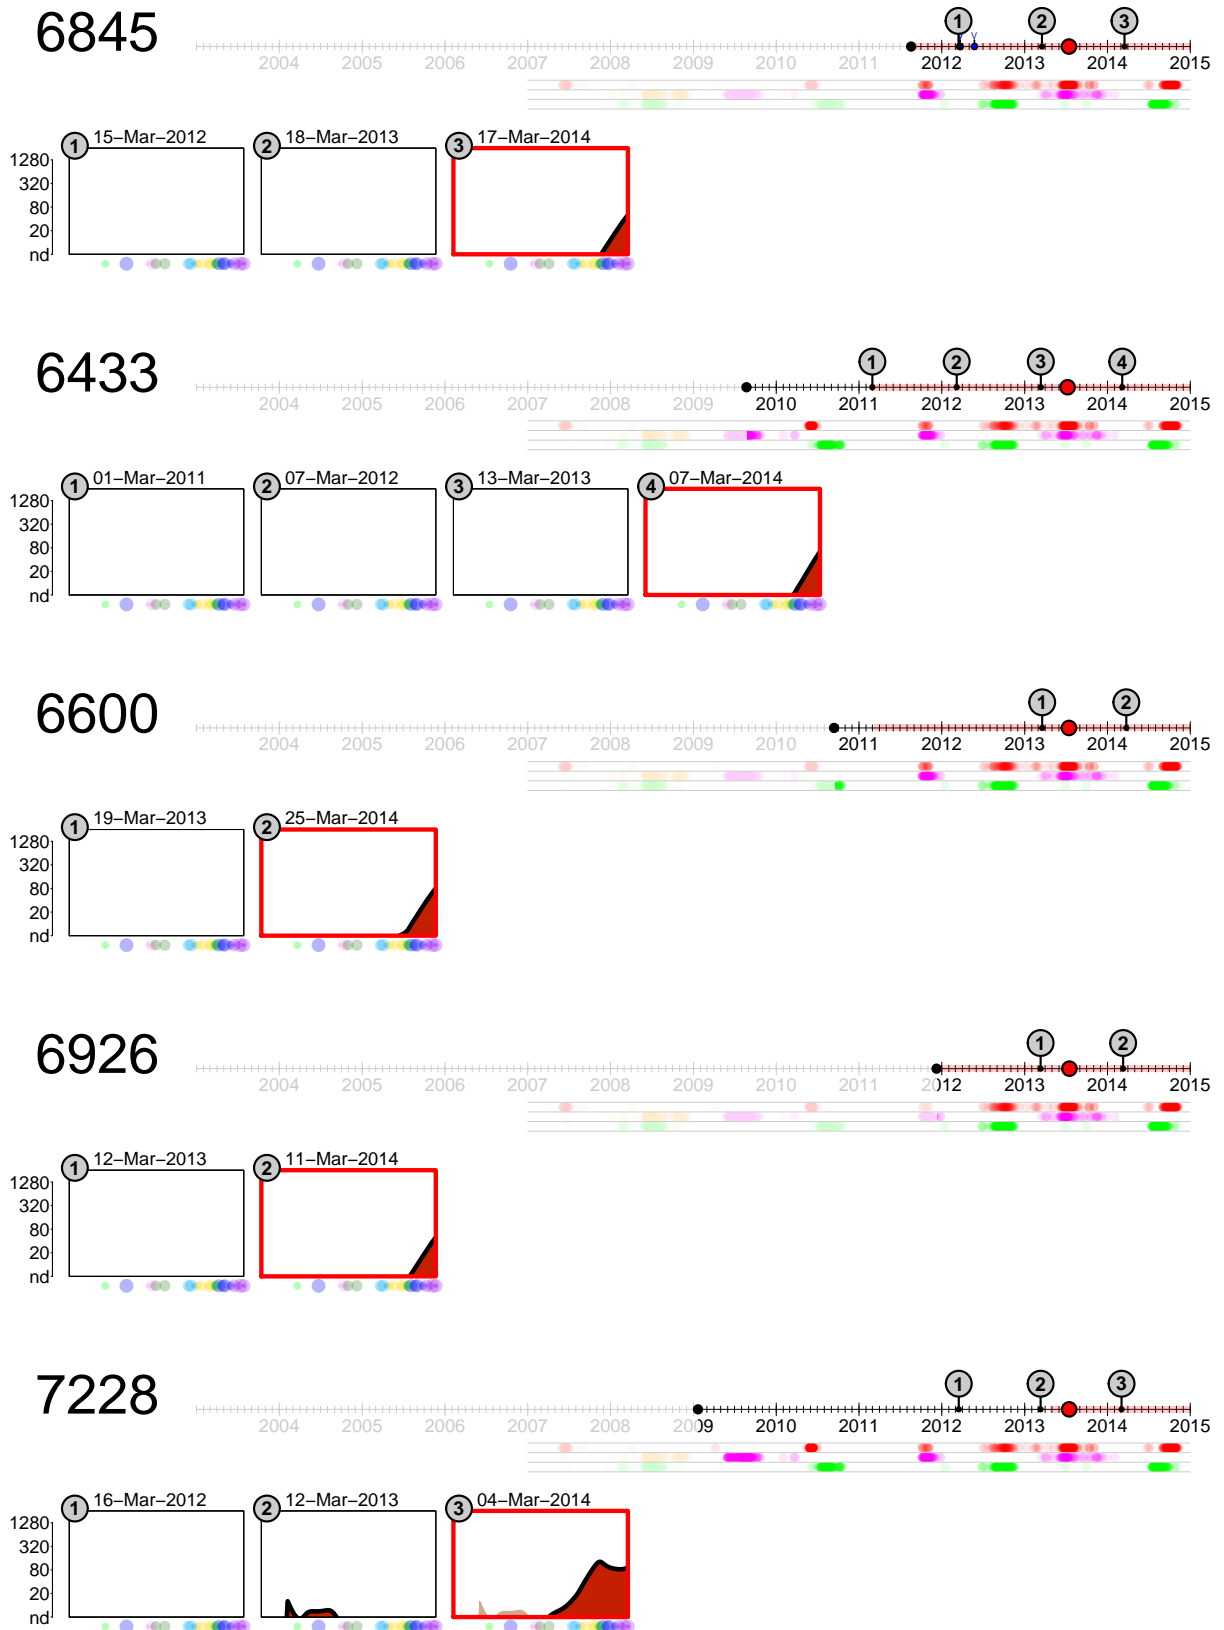 6845
1 2 3
V V
2004 2005 2006 2007 2008 2009 2010 2011 2012 2013 2014 2015
1 15−Mar−2012 2 18−Mar−2013 3 17−Mar−2014
1280
320
80
20
nd
6433
1 2 3 4
2004 2005 2006 2007 2008 2009 2010 2011 2012 2013 2014 2015
1 01−Mar−2011 2 07−Mar−2012 3 13−Mar−2013 4 07−Mar−2014
1280
320
80
20
nd
6600
1 2
2004 2005 2006 2007 2008 2009 2010 2011 2012 2013 2014 2015
1 19−Mar−2013 2 25−Mar−2014
1280
320
80
20
nd
6926
1 2
2004 2005 2006 2007 2008 2009 2010 2011 2012 2013 2014 2015
1 12−Mar−2013 2 11−Mar−2014
1280
320
80
20
nd
7228
1 2 3
2004 2005 2006 2007 2008 2009 2010 2011 2012 2013 2014 2015
1 16−Mar−2012 2 12−Mar−2013 3 04−Mar−2014
1280
320
80
20
nd